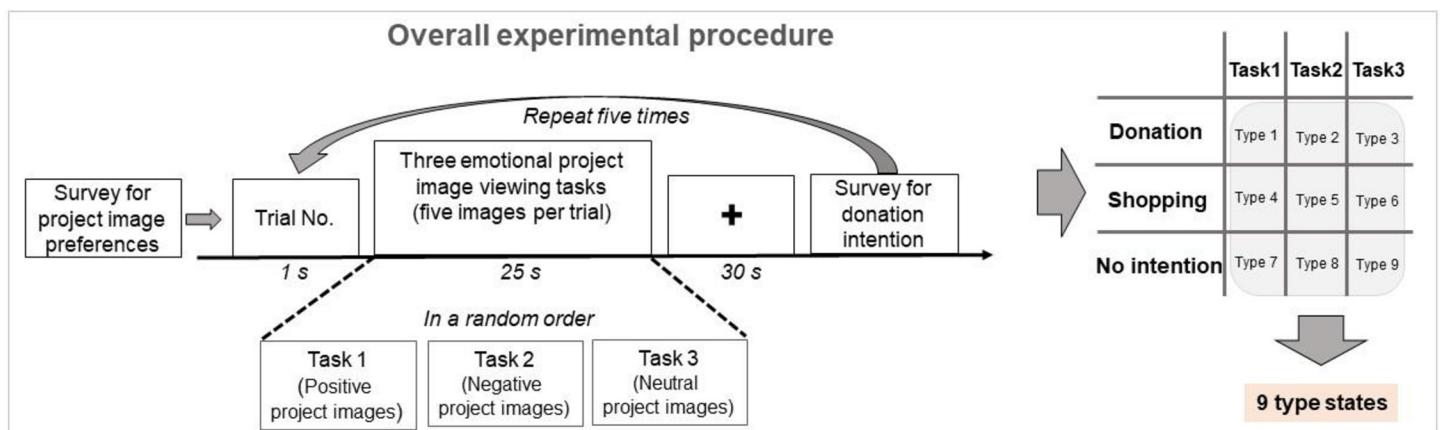 Overall experimental procedure
Repeat five times
Survey for
project image
preferences
Trial No.
Three emotional project
image viewing tasks
(five images per trial)
+
Survey for
donation
intention
1 s
25 s
30 s
In a random order
Task 1
(Positive
project images)
Task 2
(Negative
project images)
Task 3
(Neutral
project images)
Task1 Task2 Task3
Donation Type 1 Type 2 Type 3
Shopping Type 4 Type 5 Type 6
No intention Type 7 Type 8 Type 9
9 type states